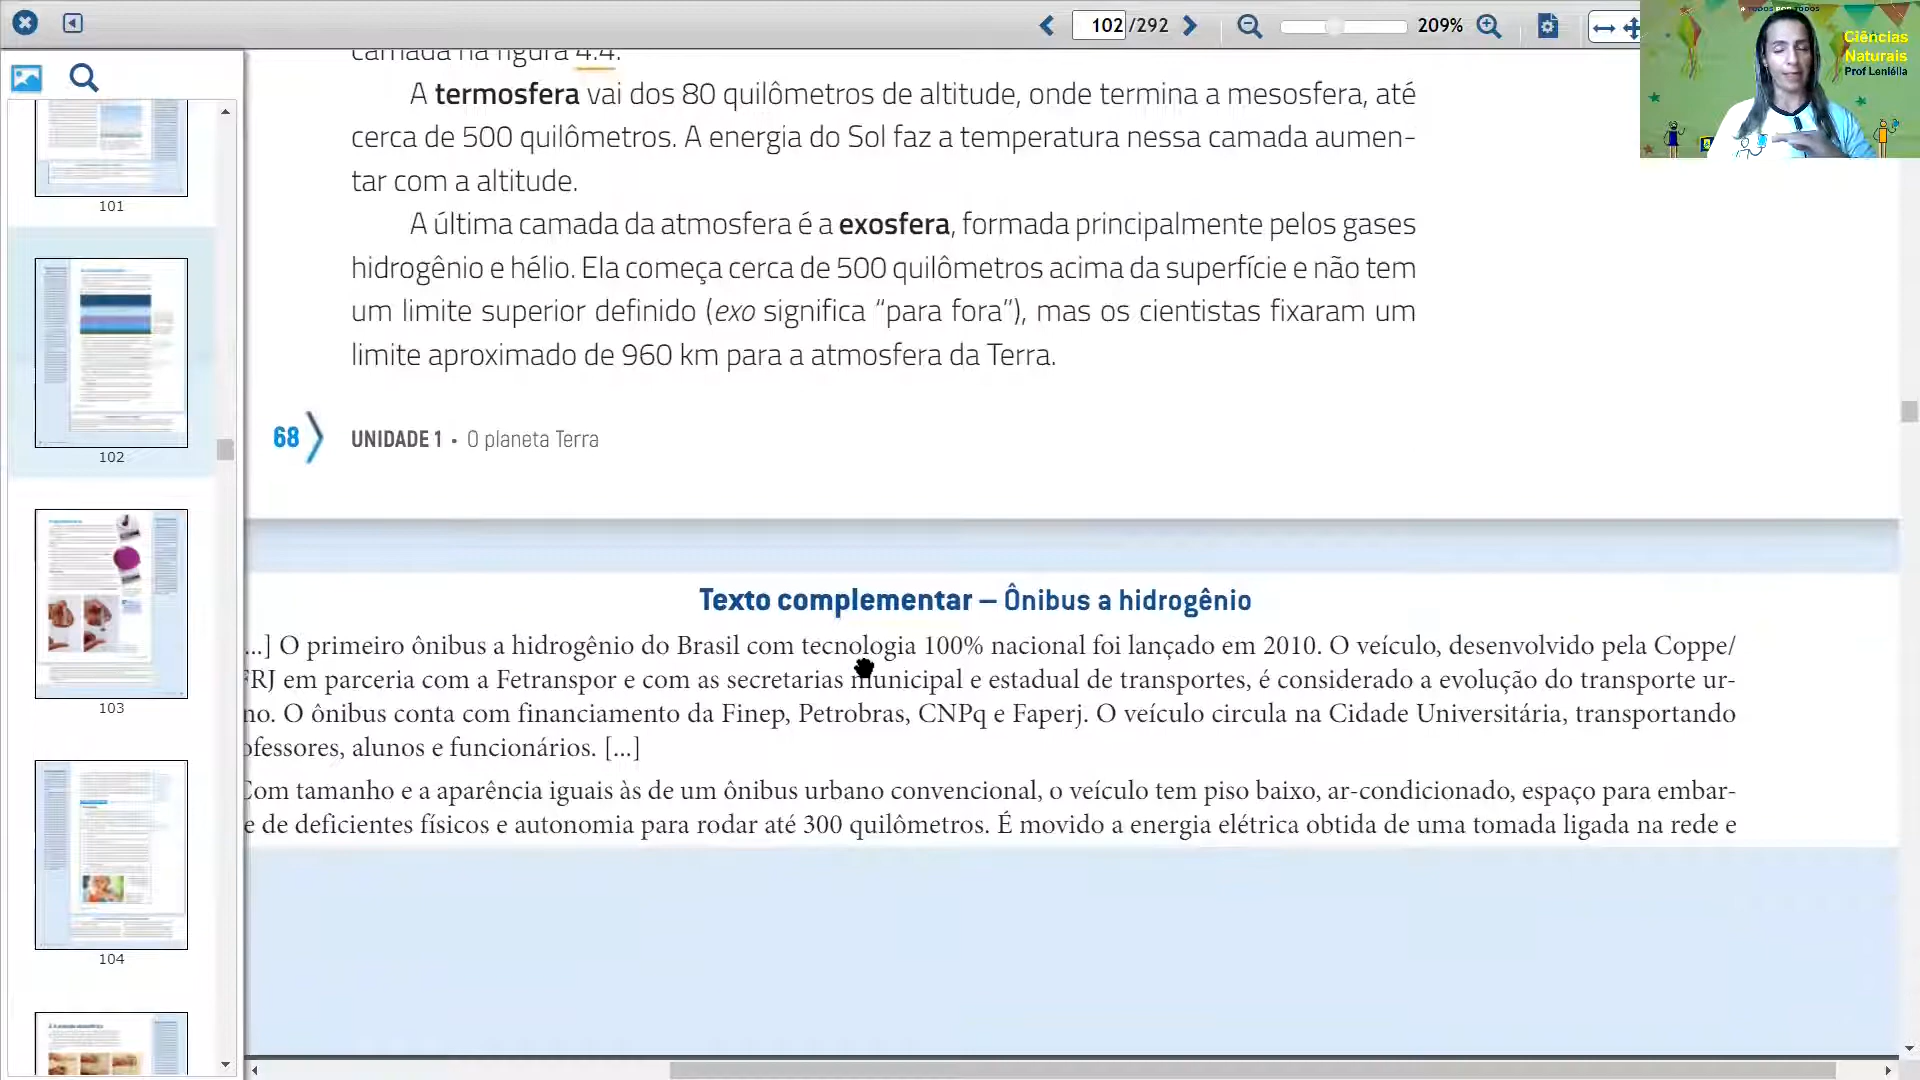 102 /292
209%
TODOS POR TODOS
Ciências
Naturais
Prof Leniélia
101
102
103
104
camada na figura 4.4.
A termosfera vai dos 80 quilômetros de altitude, onde termina a mesosfera, até
cerca de 500 quilômetros. A energia do Sol faz a temperatura nessa camada aumen-
tar com a altitude.
A última camada da atmosfera é a exosfera, formada principalmente pelos gases
hidrogênio e hélio. Ela começa cerca de 500 quilômetros acima da superfície e não tem
um limite superior definido (exo significa “para fora”), mas os cientistas fixaram um
limite aproximado de 960 km para a atmosfera da Terra.
68 UNIDADE 1 • O planeta Terra
Texto complementar – Ônibus a hidrogênio
...] O primeiro ônibus a hidrogênio do Brasil com tecnologia 100% nacional foi lançado em 2010. O veículo, desenvolvido pela Coppe/
FRJ em parceria com a Fetranspor e com as secretarias municipal e estadual de transportes, é considerado a evolução do transporte ur-
no. O ônibus conta com financiamento da Finep, Petrobras, CNPq e Faperj. O veículo circula na Cidade Universitária, transportando
ofessores, alunos e funcionários. [...]
Com tamanho e a aparência iguais às de um ônibus urbano convencional, o veículo tem piso baixo, ar-condicionado, espaço para embar-
e de deficientes físicos e autonomia para rodar até 300 quilômetros. É movido a energia elétrica obtida de uma tomada ligada na rede e